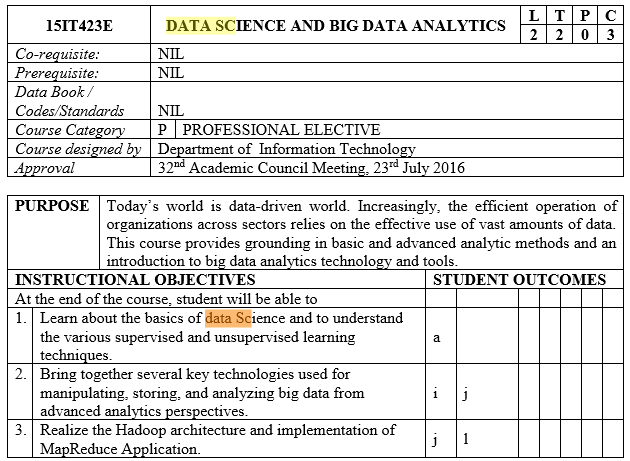 15IT423E DATA SCIENCE AND BIG DATA ANALYTICS L T P C
2 2 0 3
Co-requisite: NIL
Prerequisite: NIL
Data Book /
Codes/Standards NIL
Course Category P PROFESSIONAL ELECTIVE
Course designed by Department of Information Technology
Approval 32nd Academic Council Meeting, 23rd July 2016
PURPOSE Today's world is data-driven world. Increasingly, the efficient operation of
organizations across sectors relies on the effective use of vast amounts of data.
This course provides grounding in basic and advanced analytic methods and an
introduction to big data analytics technology and tools.
INSTRUCTIONAL OBJECTIVES STUDENT OUTCOMES
At the end of the course, student will be able to
1. Learn about the basics of data Science and to understand
the various supervised and unsupervised learning a
techniques.
2. Bring together several key technologies used for
manipulating, storing, and analyzing big data from i j
advanced analytics perspectives.
3. Realize the Hadoop architecture and implementation of
MapReduce Application. j l